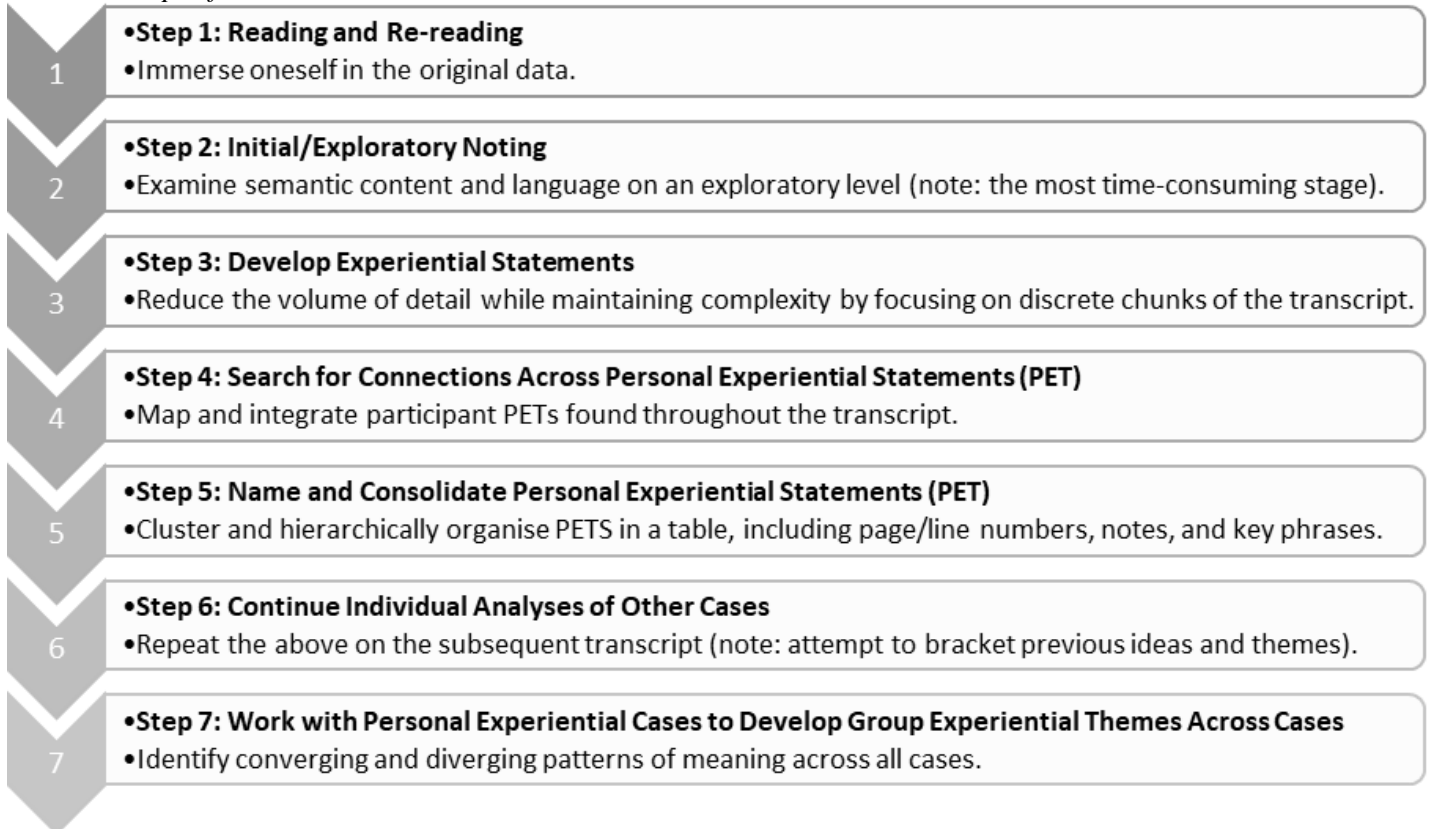 1
•Step 1: Reading and Re-reading
•Immerse oneself in the original data.
2
•Step 2: Initial/Exploratory Noting
•Examine semantic content and language on an exploratory level (note: the most time-consuming stage).
3
•Step 3: Develop Experiential Statements
•Reduce the volume of detail while maintaining complexity by focusing on discrete chunks of the transcript.
4
•Step 4: Search for Connections Across Personal Experiential Statements (PET)
•Map and integrate participant PETs found throughout the transcript.
5
•Step 5: Name and Consolidate Personal Experiential Statements (PET)
•Cluster and hierarchically organise PETS in a table, including page/line numbers, notes, and key phrases.
6
•Step 6: Continue Individual Analyses of Other Cases
•Repeat the above on the subsequent transcript (note: attempt to bracket previous ideas and themes).
7
•Step 7: Work with Personal Experiential Cases to Develop Group Experiential Themes Across Cases
•Identify converging and diverging patterns of meaning across all cases.